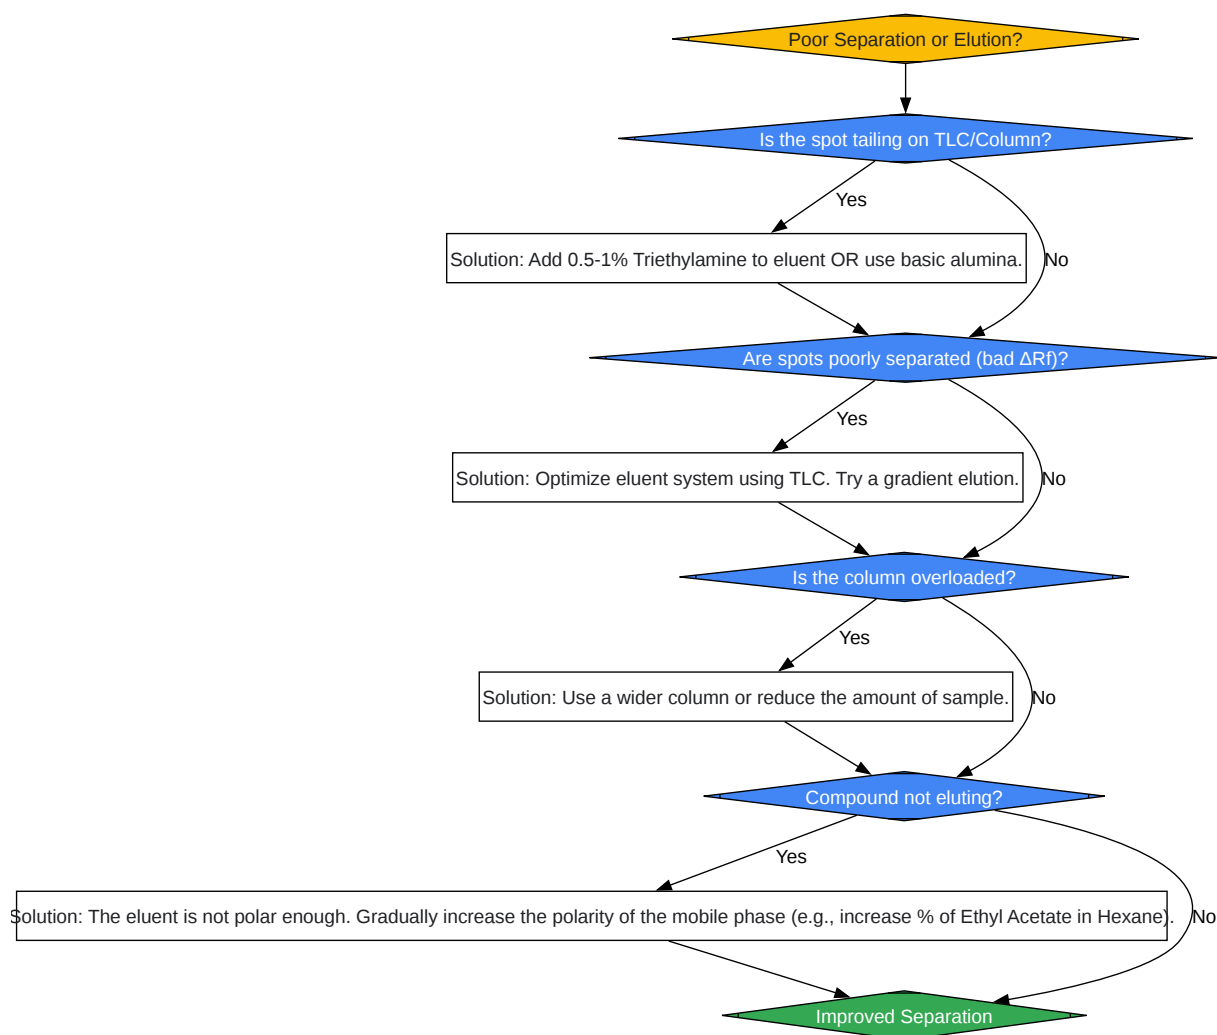 Poor Separation or Elution?
Is the spot tailing on TLC/Column?
Yes
Solution: Add 0.5-1% Triethylamine to eluent OR use basic alumina.
No
Are spots poorly separated (bad ΔRf)?
Yes
Solution: Optimize eluent system using TLC. Try a gradient elution.
No
Is the column overloaded?
Yes
Solution: Use a wider column or reduce the amount of sample.
No
Compound not eluting?
Yes
Solution: The eluent is not polar enough. Gradually increase the polarity of the mobile phase (e.g., increase % of Ethyl Acetate in Hexane).
No
Improved Separation